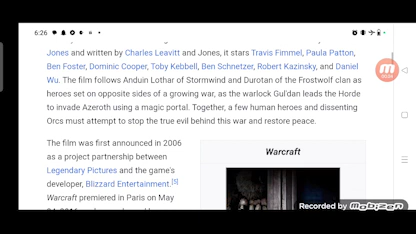 6:26
Jones and written by Charles Leavitt and Jones, it stars Travis Fimmel, Paula Patton,
Ben Foster, Dominic Cooper, Toby Kebbell, Ben Schnetzer, Robert Kazinsky, and Daniel
Wu. The film follows Anduin Lothar of Stormwind and Durotan of the Frostwolf clan as
heroes set on opposite sides of a growing war, as the warlock Gul'dan leads the Horde
to invade Azeroth using a magic portal. Together, a few human heroes and dissenting
Orcs must attempt to stop the true evil behind this war and restore peace.
The film was first announced in 2006
as a project partnership between
Legendary Pictures and the game's
developer, Blizzard Entertainment.[5]
Warcraft premiered in Paris on May
Warcraft
Recorded by MOBIZEN